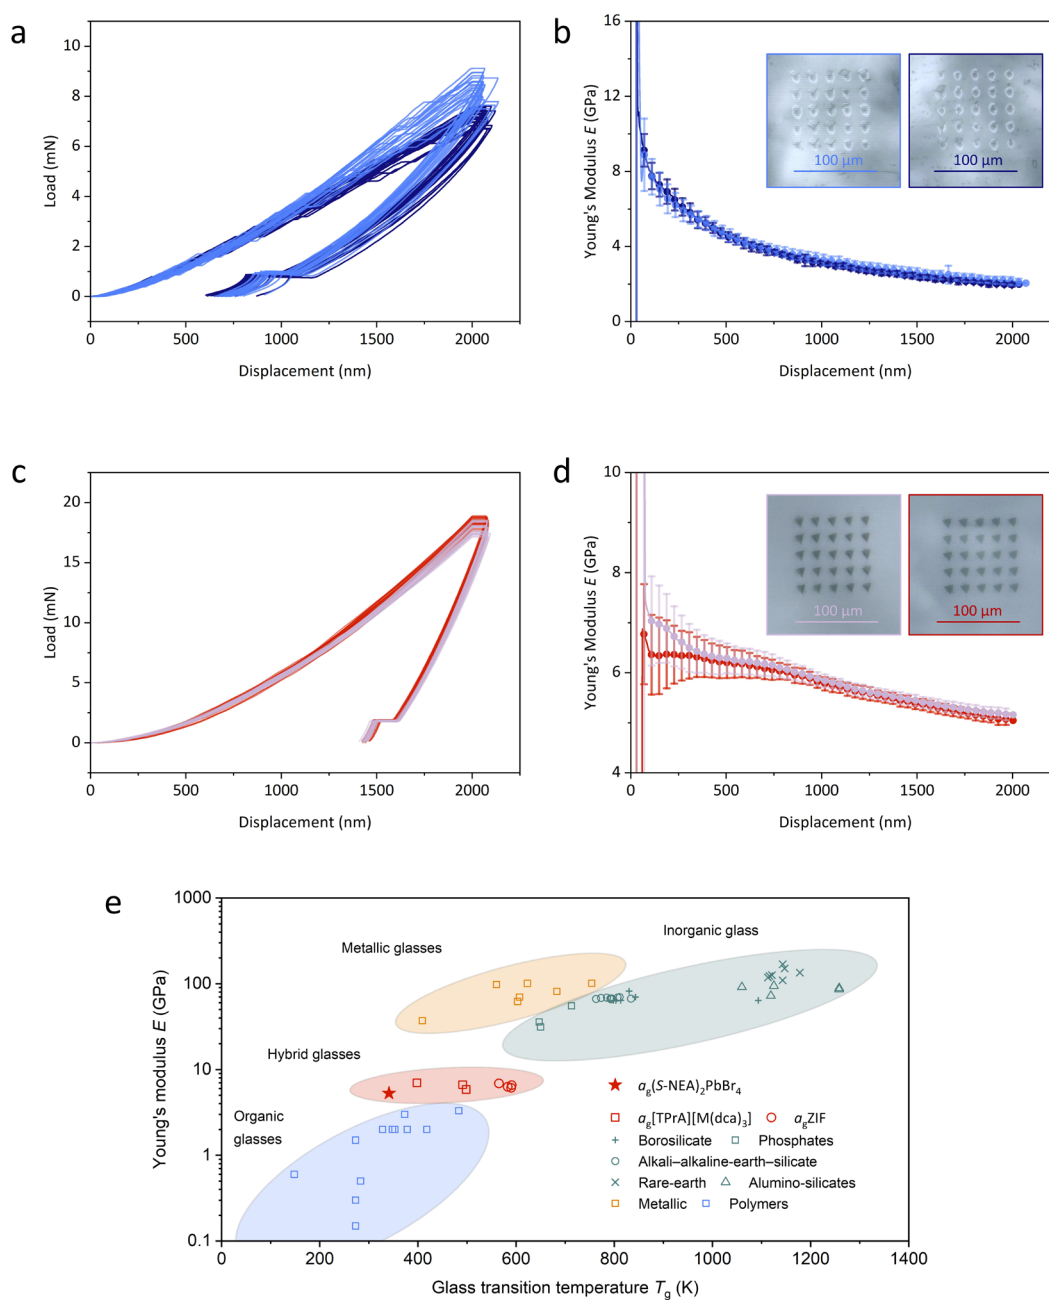 a
Load (mN)
10
8
6
4
2
0
0
500
1000
1500
2000
Displacement (nm)
b
Young's Modulus E (GPa)
16
12
8
4
0
100 μm
100 μm
0
500
1000
1500
2000
Displacement (nm)
c
Load (mN)
20
15
10
5
0
0
500
1000
1500
2000
Displacement (nm)
d
Young's Modulus E (GPa)
10
8
6
4
100 μm
100 μm
0
500
1000
1500
2000
Displacement (nm)
e
Young's modulus E (GPa)
1000
100
10
1
0.1
Metallic glasses
Inorganic glass
Hybrid glasses
Organic
glasses
ag(S-NEA)2PbBr4
ag[TPrA][M(dca)3] agZIF
Borosilicate Phosphates
Alkali–alkaline-earth–silicate
Rare-earth Alumino-silicates
Metallic Polymers
0
200
400
600
800
1000
1200
1400
Glass transition temperature Tg (K)